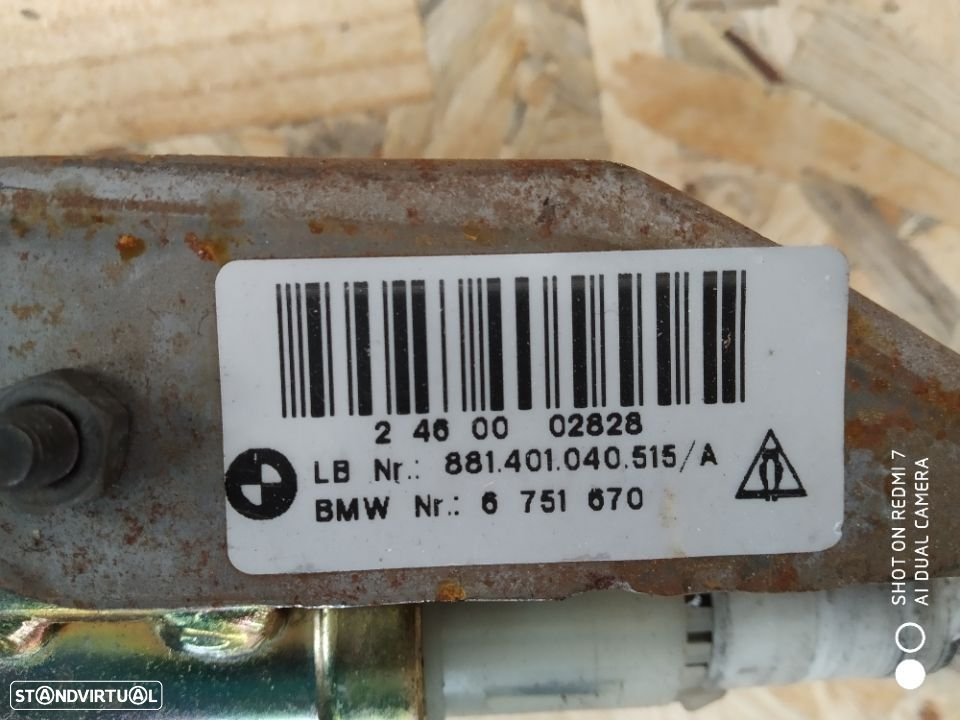 2 46 00 02828
LB Nr.: 881.401.040.515/A
BMW Nr.: 6 751 670
SHOT ON REDMI 7
AI DUAL CAMERA
STANDVIRTUAL